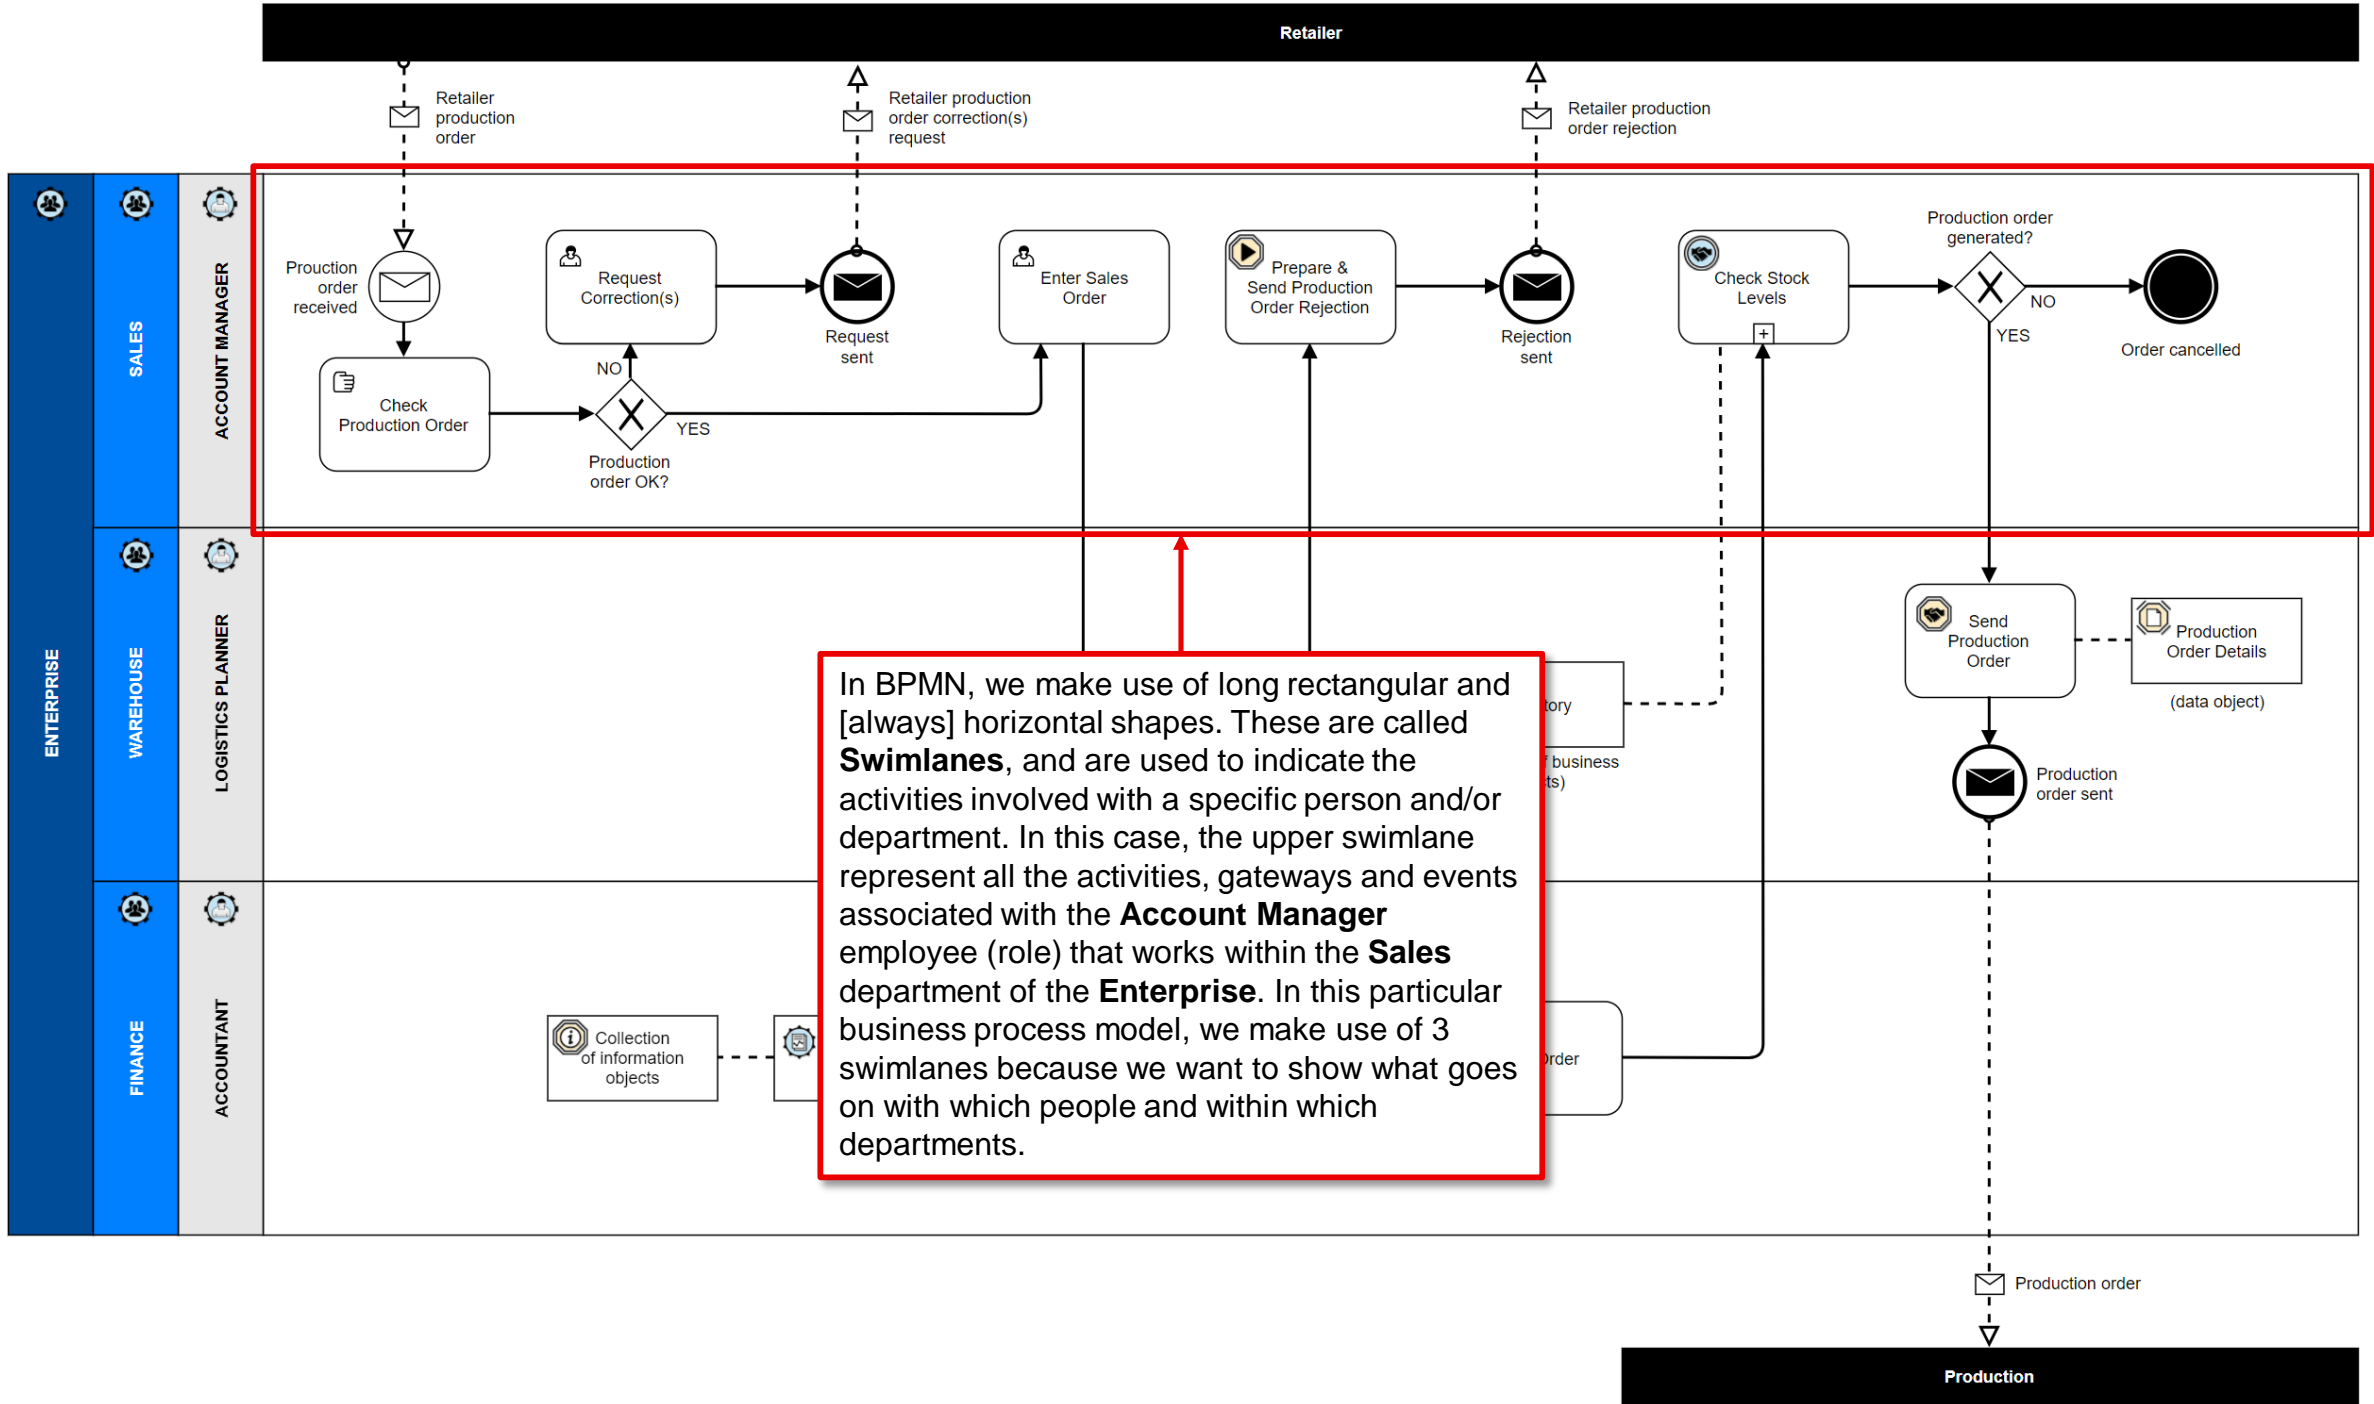 Retailer
Retailer
production
order
Retailer production
order correction(s)
request
Retailer production
order rejection
ENTERPRISE
SALES
ACCOUNT MANAGER
Prouction
order
received
Check
Production Order
Request
Correction(s)
NO
YES
Production
order OK?
Request
sent
Enter Sales
Order
Prepare &
Send Production
Order Rejection
Rejection
sent
Check Stock
Levels
Production order
generated?
NO
YES
Order cancelled
WAREHOUSE
LOGISTICS PLANNER
Send
Production
Order
Production
Order Details
(data object)
Production
order sent
In BPMN, we make use of long rectangular and
[always] horizontal shapes. These are called
Swimlanes, and are used to indicate the
activities involved with a specific person and/or
department. In this case, the upper swimlane
represent all the activities, gateways and events
associated with the Account Manager
employee (role) that works within the Sales
department of the Enterprise. In this particular
business process model, we make use of 3
swimlanes because we want to show what goes
on with which people and within which
departments.
tory
business
ts)
FINANCE
ACCOUNTANT
Collection
of information
objects
Order
Production order
Production